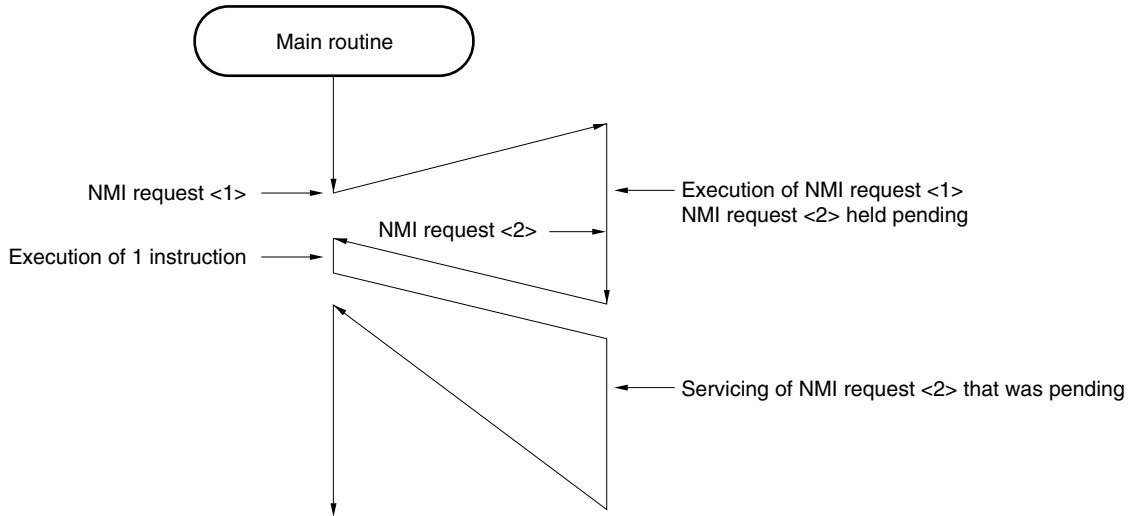 Main routine
NMI request <1>
Execution of NMI request <1>
NMI request <2> held pending
NMI request <2>
Execution of 1 instruction
Servicing of NMI request <2> that was pending